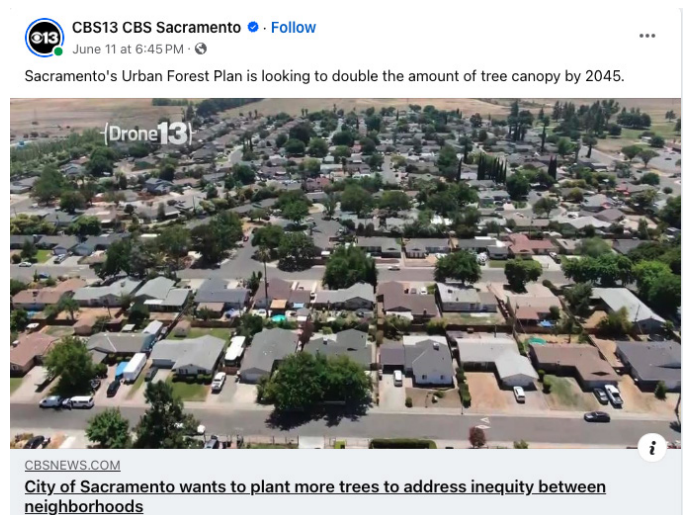 CBS13 CBS Sacramento · Follow
June 11 at 6:45 PM ·
Sacramento's Urban Forest Plan is looking to double the amount of tree canopy by 2045.
Drone13
CBSNEWS.COM
City of Sacramento wants to plant more trees to address inequity between
neighborhoods